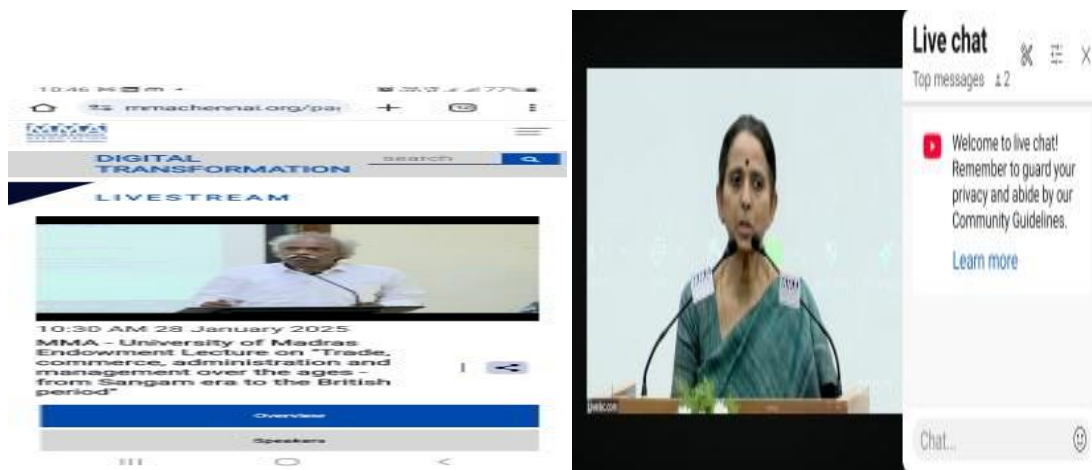 10:46
77%
mmachennai.org/pa
MMA
DIGITAL
TRANSFORMATION
search
LIVESTREAM
10:30 AM 28 January 2025
MMA - University of Madras
Endowment Lecture on "Trade,
commerce, administration and
management over the ages -
from Sangam era to the British
period"
Overview
Speakers
Live chat
Top messages 2
Welcome to live chat!
Remember to guard your
privacy and abide by our
Community Guidelines.
Learn more
Chat...